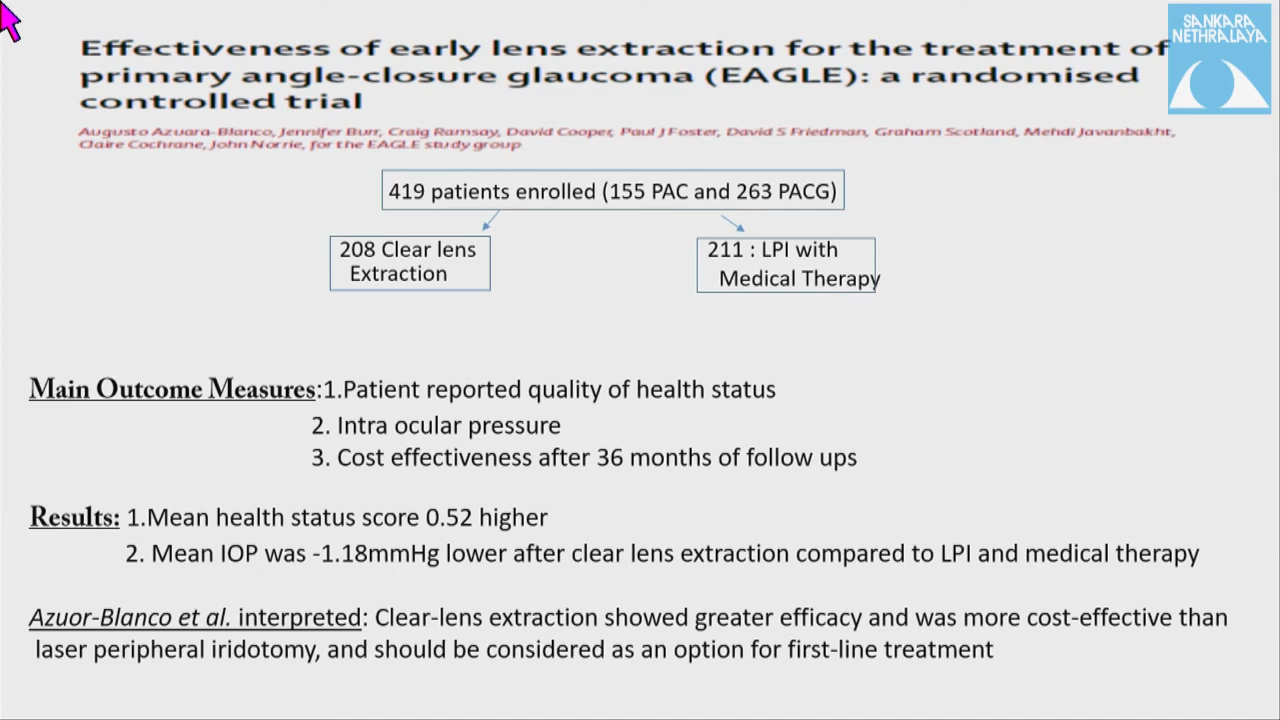 SANKARA
NETHRALAYA
Effectiveness of early lens extraction for the treatment of
primary angle-closure glaucoma (EAGLE): a randomised
controlled trial
Augusto Azuara-Blanco, Jennifer Burr, Craig Ramsay, David Cooper, Paul J Foster, David S Friedman, Graham Scotland, Mehdi Javanbakht,
Claire Cochrane, John Norrie, for the EAGLE study group
419 patients enrolled (155 PAC and 263 PACG)
208 Clear lens
Extraction
211 : LPI with
Medical Therapy
Main Outcome Measures:1.Patient reported quality of health status
2. Intra ocular pressure
3. Cost effectiveness after 36 months of follow ups
Results: 1.Mean health status score 0.52 higher
2. Mean IOP was -1.18mmHg lower after clear lens extraction compared to LPI and medical therapy
Azuor-Blanco et al. interpreted: Clear-lens extraction showed greater efficacy and was more cost-effective than
laser peripheral iridotomy, and should be considered as an option for first-line treatment